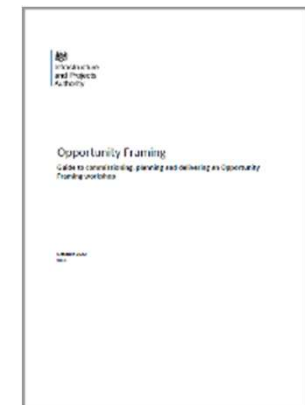 Infrastructure
and Projects
Authority
Opportunity Framing
Guide to commissioning, planning and delivering an Opportunity
Framing workshop